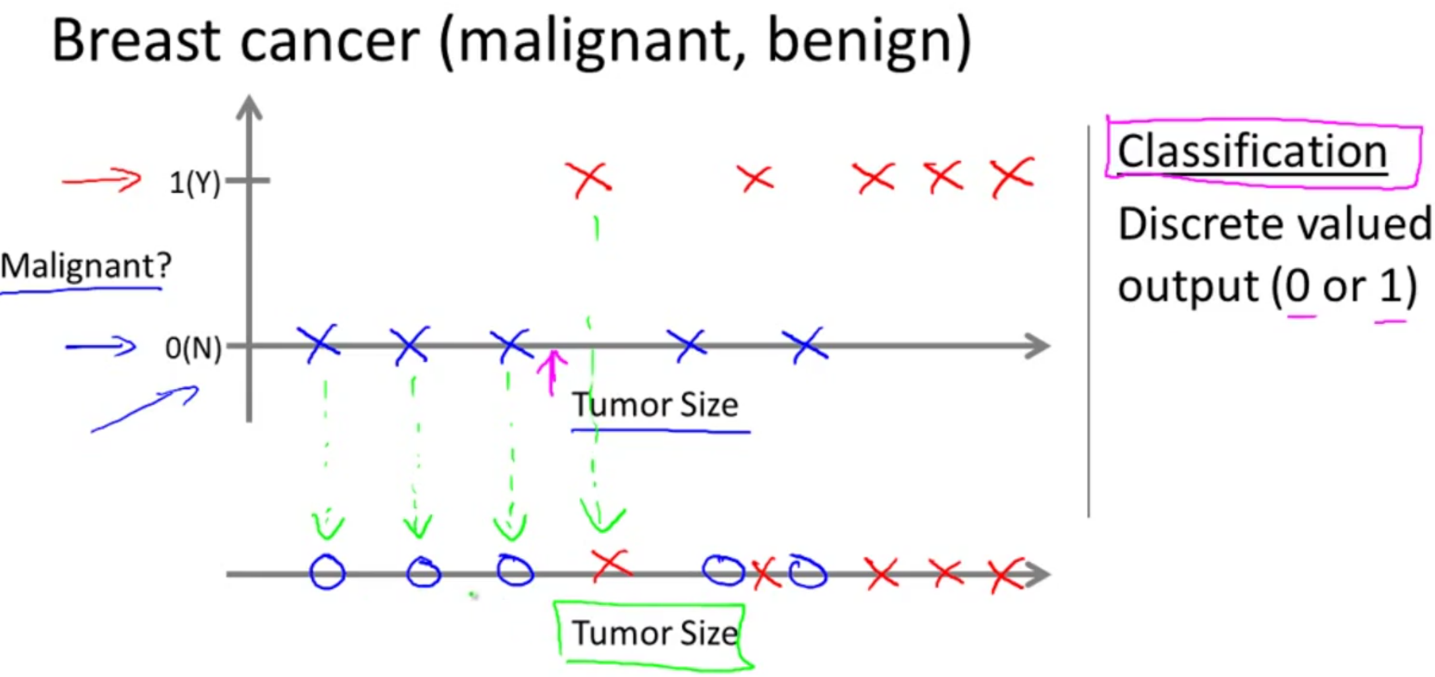 Breast cancer (malignant, benign)
1(Y)
Malignant?
0(N)
Tumor Size
Tumor Size
Classification
Discrete valued
output (0 or 1)